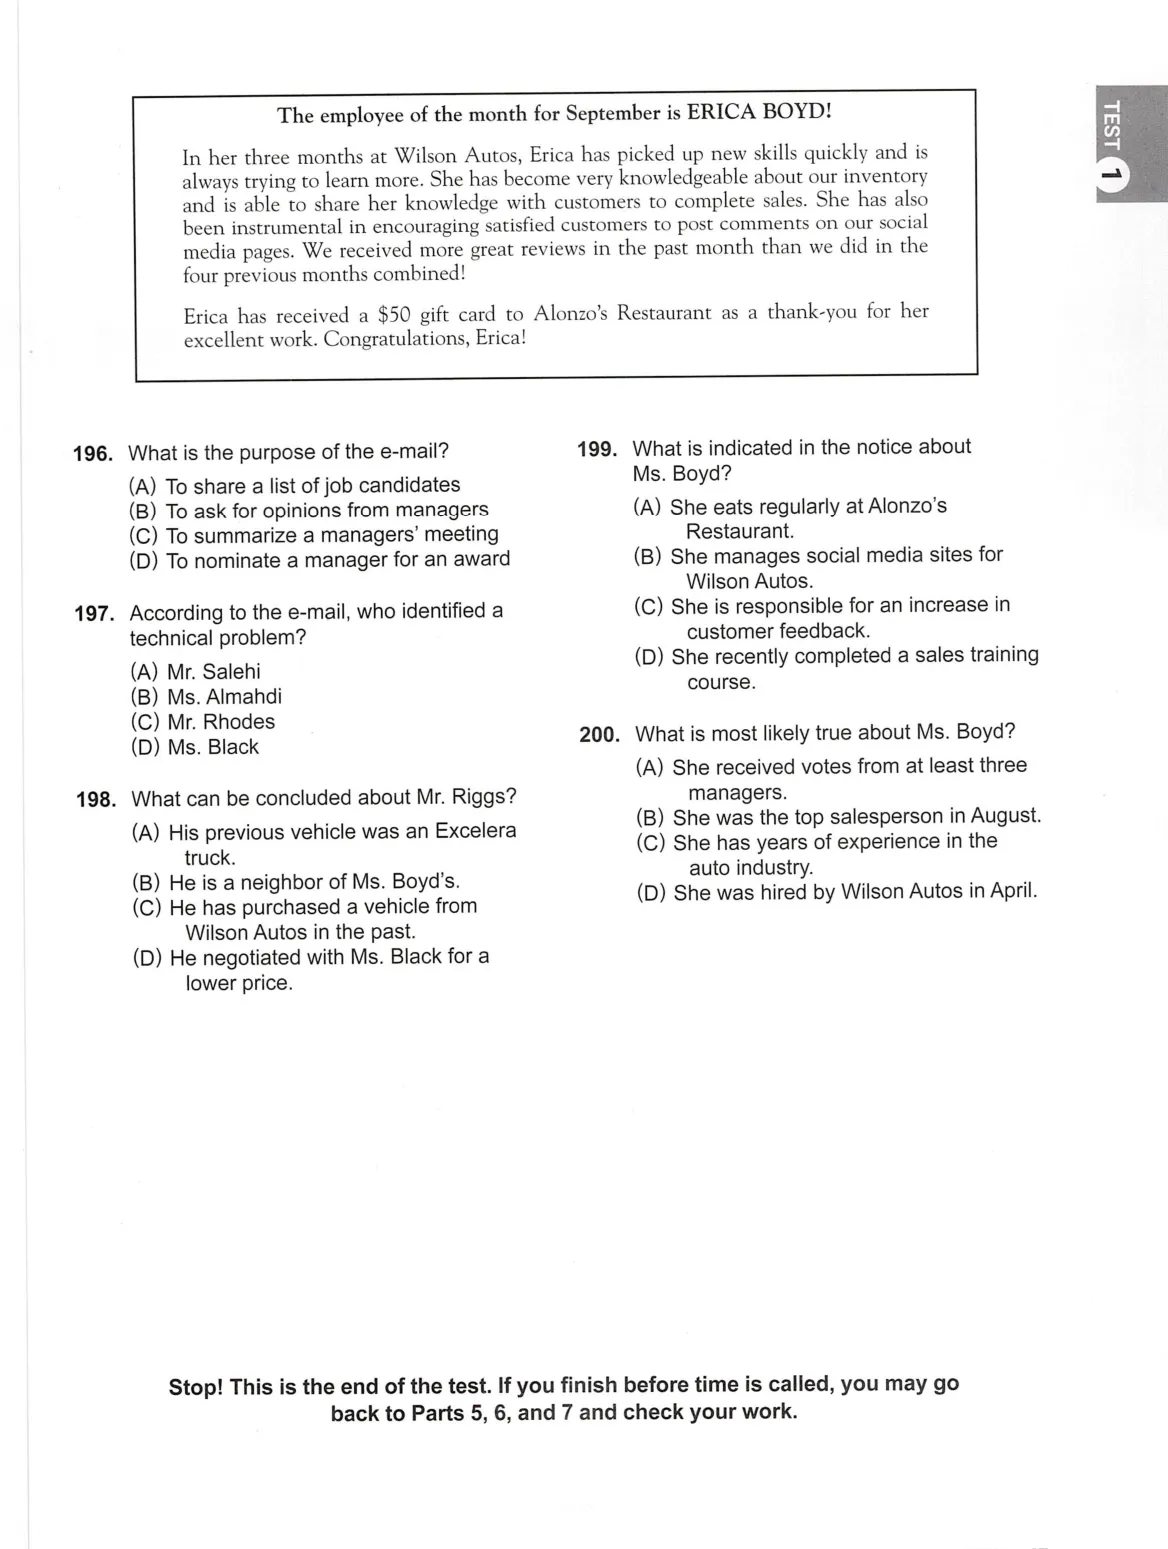 TEST 1
The employee of the month for September is ERICA BOYD!
In her three months at Wilson Autos, Erica has picked up new skills quickly and is
always trying to learn more. She has become very knowledgeable about our inventory
and is able to share her knowledge with customers to complete sales. She has also
been instrumental in encouraging satisfied customers to post comments on our social
media pages. We received more great reviews in the past month than we did in the
four previous months combined!
Erica has received a $50 gift card to Alonzo's Restaurant as a thank-you for her
excellent work. Congratulations, Erica!
196. What is the purpose of the e-mail?
(A) To share a list of job candidates
(B) To ask for opinions from managers
(C) To summarize a managers' meeting
(D) To nominate a manager for an award
197. According to the e-mail, who identified a
technical problem?
(A) Mr. Salehi
(B) Ms. Almahdi
(C) Mr. Rhodes
(D) Ms. Black
198. What can be concluded about Mr. Riggs?
(A) His previous vehicle was an Excelera
truck.
(B) He is a neighbor of Ms. Boyd's.
(C) He has purchased a vehicle from
Wilson Autos in the past.
(D) He negotiated with Ms. Black for a
lower price.
199. What is indicated in the notice about
Ms. Boyd?
(A) She eats regularly at Alonzo's
Restaurant.
(B) She manages social media sites for
Wilson Autos.
(C) She is responsible for an increase in
customer feedback.
(D) She recently completed a sales training
course.
200. What is most likely true about Ms. Boyd?
(A) She received votes from at least three
managers.
(B) She was the top salesperson in August.
(C) She has years of experience in the
auto industry.
(D) She was hired by Wilson Autos in April.
Stop! This is the end of the test. If you finish before time is called, you may go
back to Parts 5, 6, and 7 and check your work.